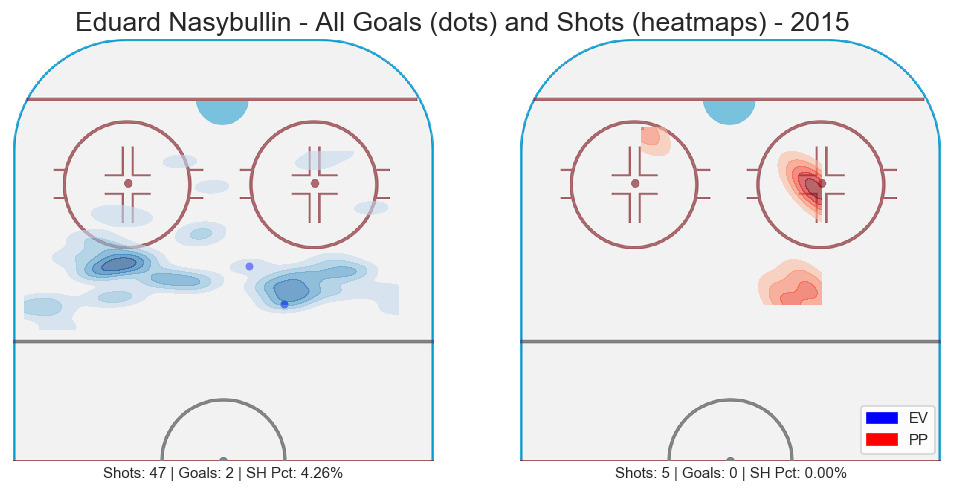 Eduard Nasybullin - All Goals (dots) and Shots (heatmaps) - 2015
EV
PP
Shots: 47 | Goals: 2 | SH Pct: 4.26%
Shots: 5 | Goals: 0 | SH Pct: 0.00%